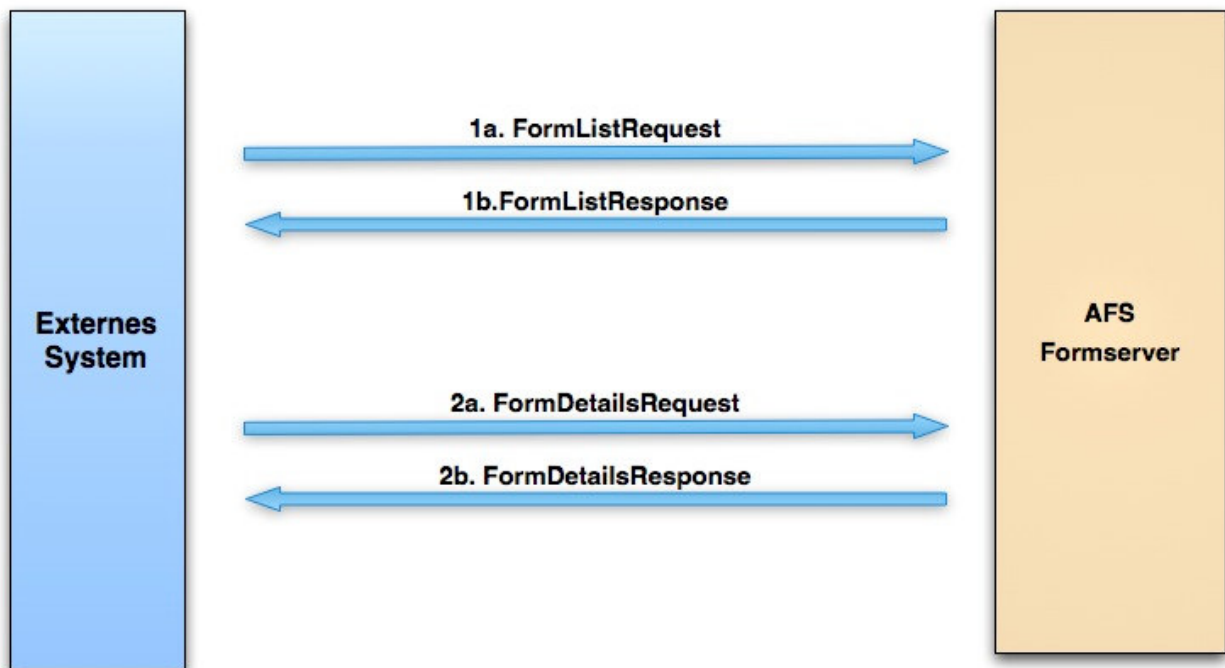 1a. FormListRequest
1b.FormListResponse
Externes
System
AFS
Formserver
2a. FormDetailsRequest
2b. FormDetailsResponse